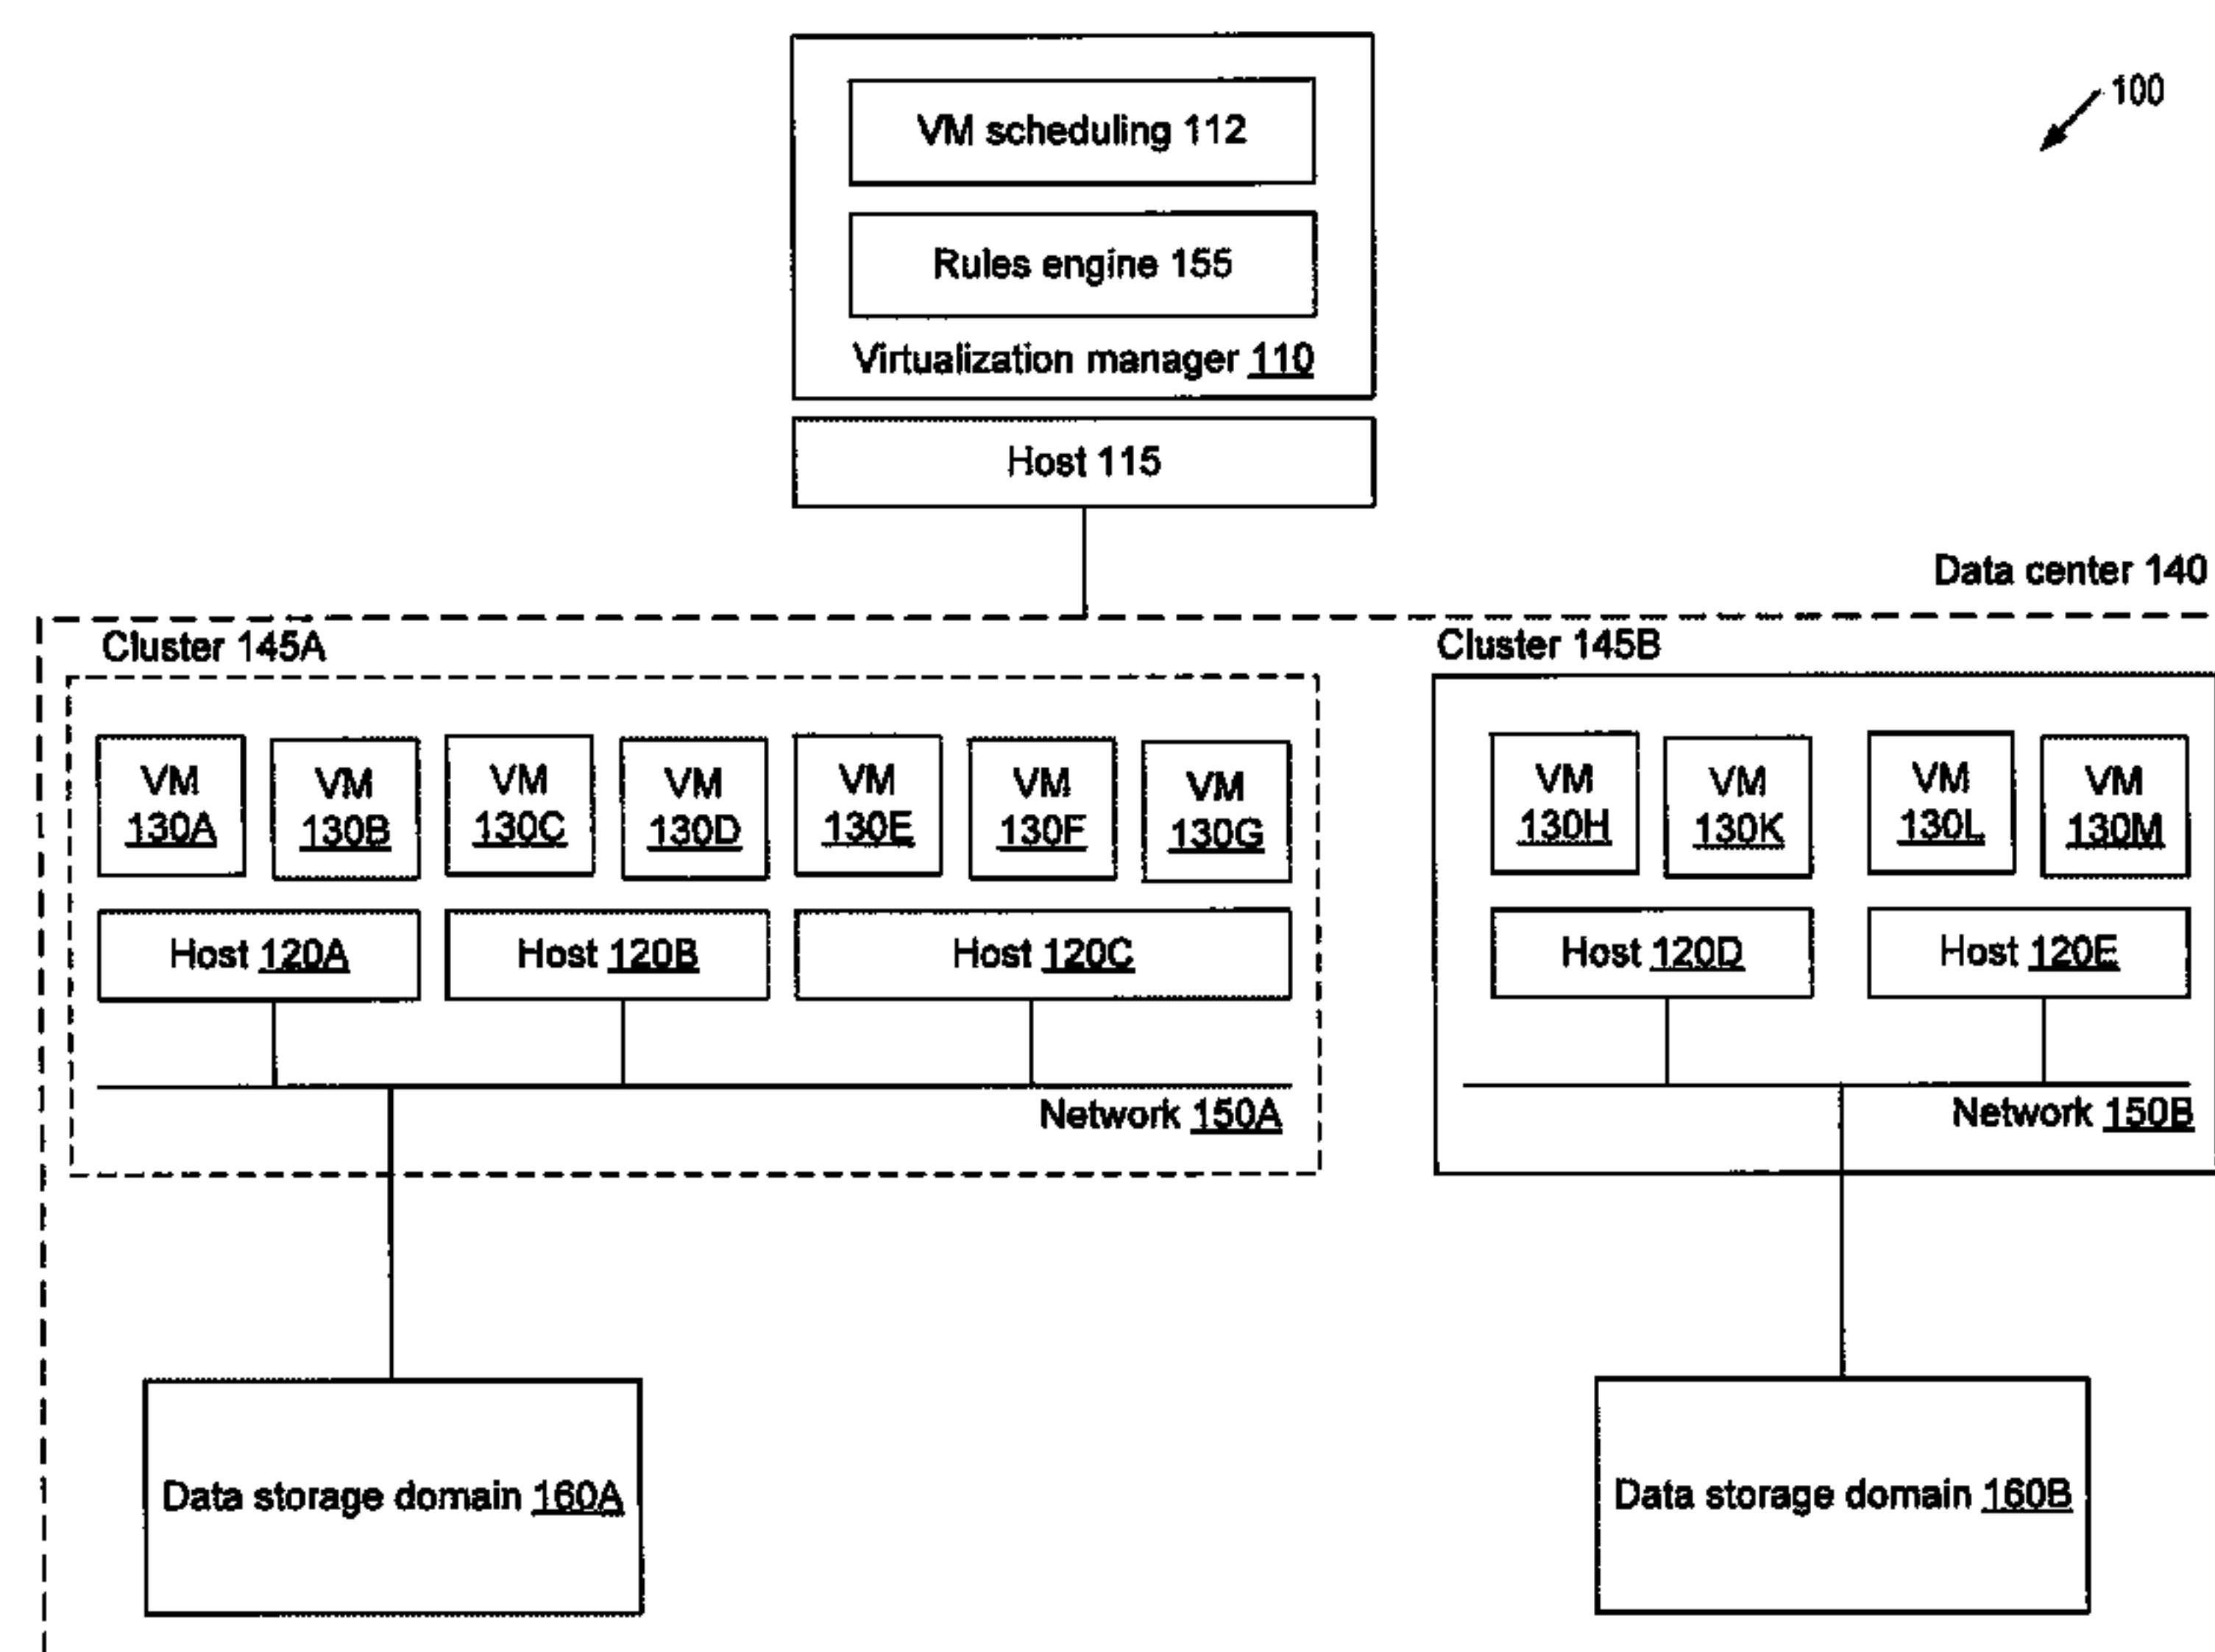 100
VM scheduling 112
Rules engine 155
Virtualization manager 110
Host 115
Data center 140
Cluster 145A
Cluster 145B
VM
130A
VM
130B
VM
130C
VM
130D
VM
130E
VM
130F
VM
130G
VM
130H
VM
130K
VM
130L
VM
130M
Host 120A
Host 120B
Host 120C
Host 120D
Host 120E
Network 150A
Network 150B
Data storage domain 160A
Data storage domain 160B